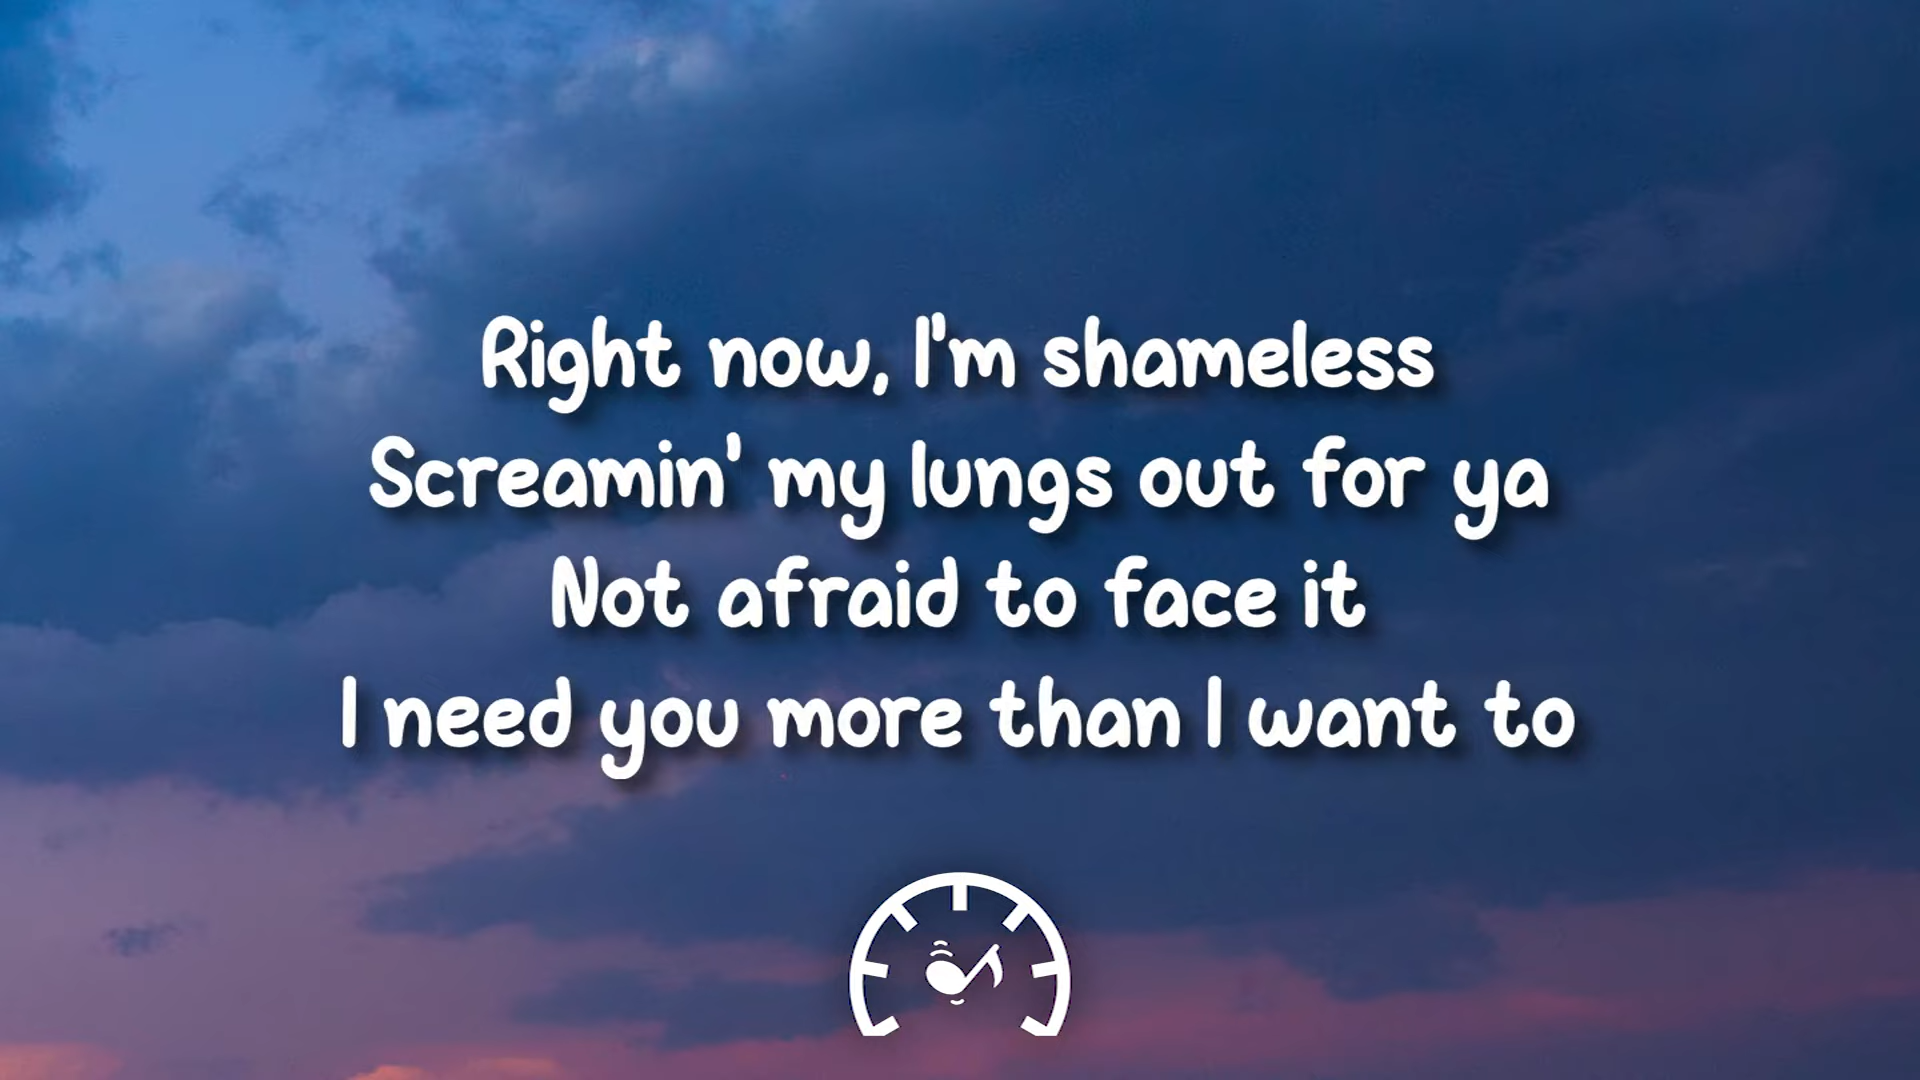 Right now, I'm shameless
Screamin' my lungs out for ya
Not afraid to face it
I need you more than I want to